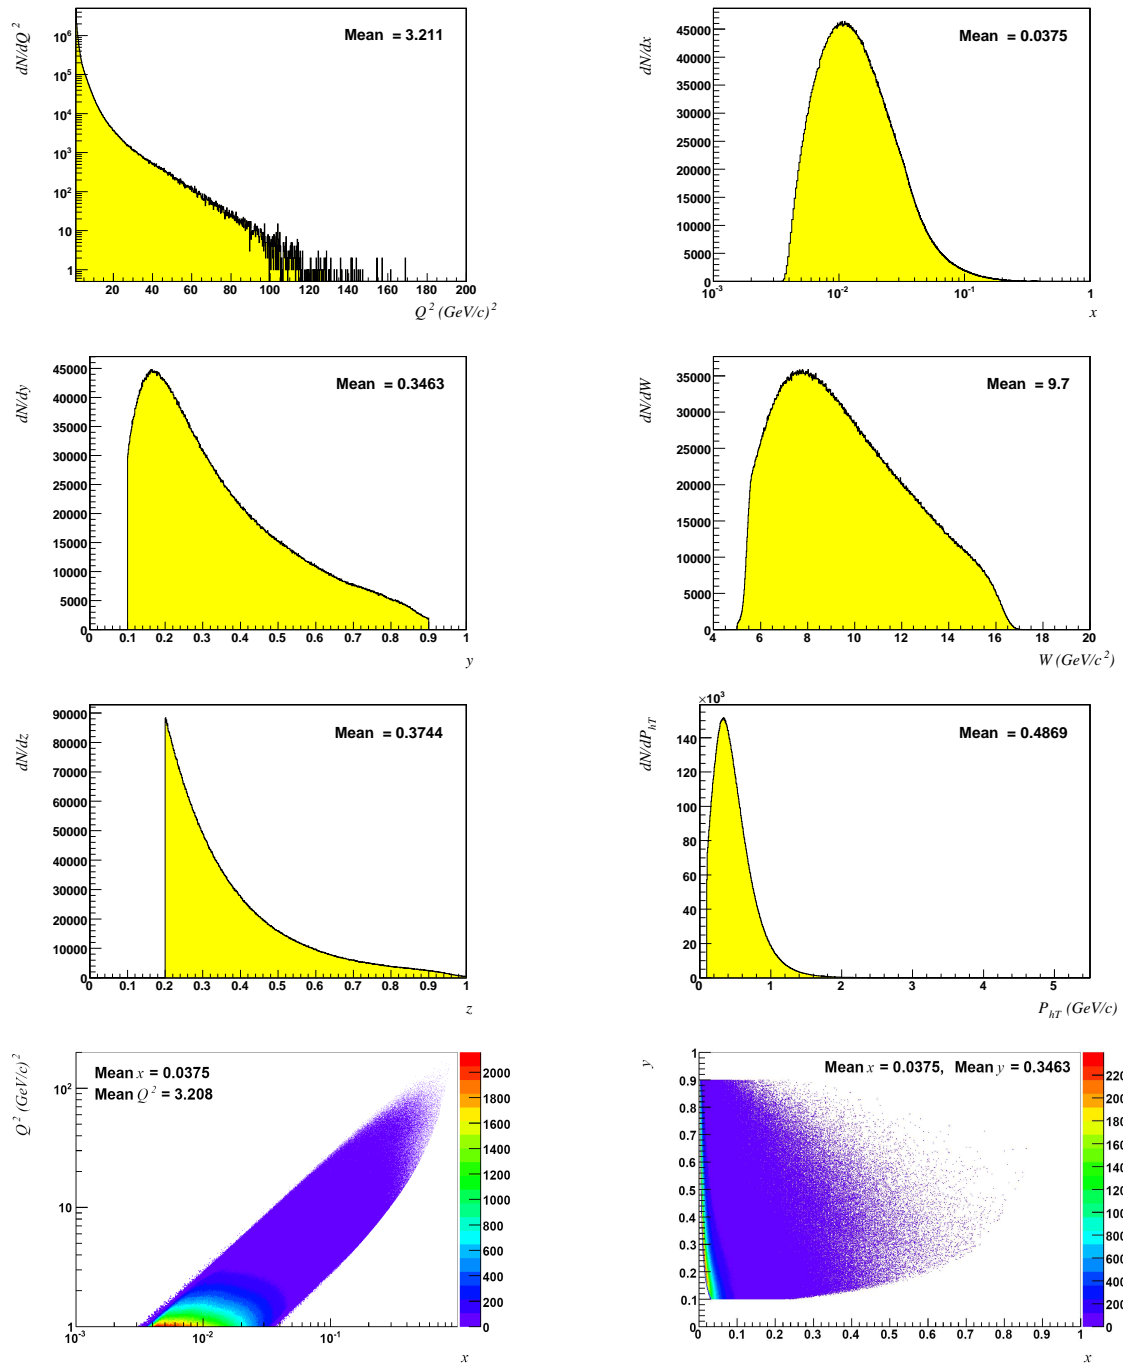 dN/dQ²
Mean = 3.211
10⁶
10⁵
10⁴
10³
10²
10
1
20 40 60 80 100 120 140 160 180 200
Q² (GeV/c)²
dN/dx
Mean = 0.0375
45000
40000
35000
30000
25000
20000
15000
10000
5000
0
10⁻³ 10⁻² 10⁻¹ 1
x
dN/dy
Mean = 0.3463
45000
40000
35000
30000
25000
20000
15000
10000
5000
0
0 0.1 0.2 0.3 0.4 0.5 0.6 0.7 0.8 0.9 1
y
dN/dW
Mean = 9.7
35000
30000
25000
20000
15000
10000
5000
0
4 6 8 10 12 14 16 18 20
W (GeV/c²)
dN/dz
Mean = 0.3744
90000
80000
70000
60000
50000
40000
30000
20000
10000
0
0 0.1 0.2 0.3 0.4 0.5 0.6 0.7 0.8 0.9 1
z
×10³
dN/dP_hT
Mean = 0.4869
140
120
100
80
60
40
20
0
0 1 2 3 4 5
P_hT (GeV/c)
Q² (GeV/c)²
Mean x = 0.0375
Mean Q² = 3.208
10²
10
1
10⁻³ 10⁻² 10⁻¹
x
2000
1800
1600
1400
1200
1000
800
600
400
200
0
y
Mean x = 0.0375, Mean y = 0.3463
1
0.9
0.8
0.7
0.6
0.5
0.4
0.3
0.2
0.1
0 0.1 0.2 0.3 0.4 0.5 0.6 0.7 0.8 0.9 1
x
220
200
180
160
140
120
100
800
600
400
200
0